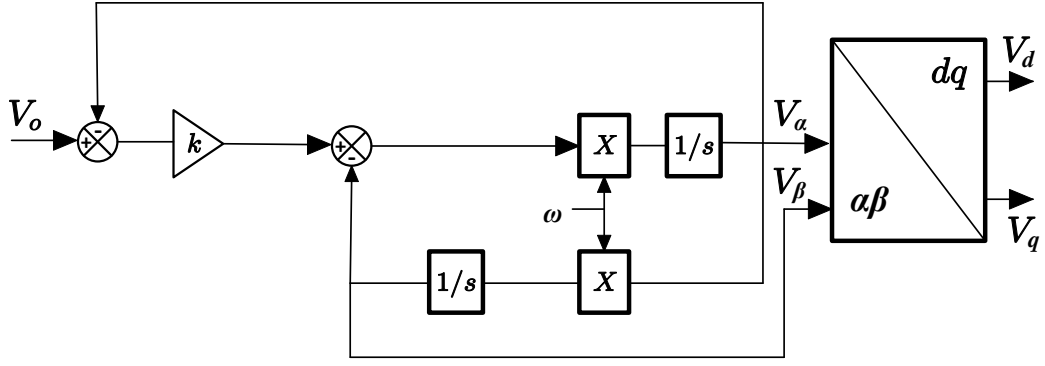 V_d
dq
V_o
V_α
+ -
k
+ -
X
1/s
V_β
ω
αβ
V_q
1/s
X